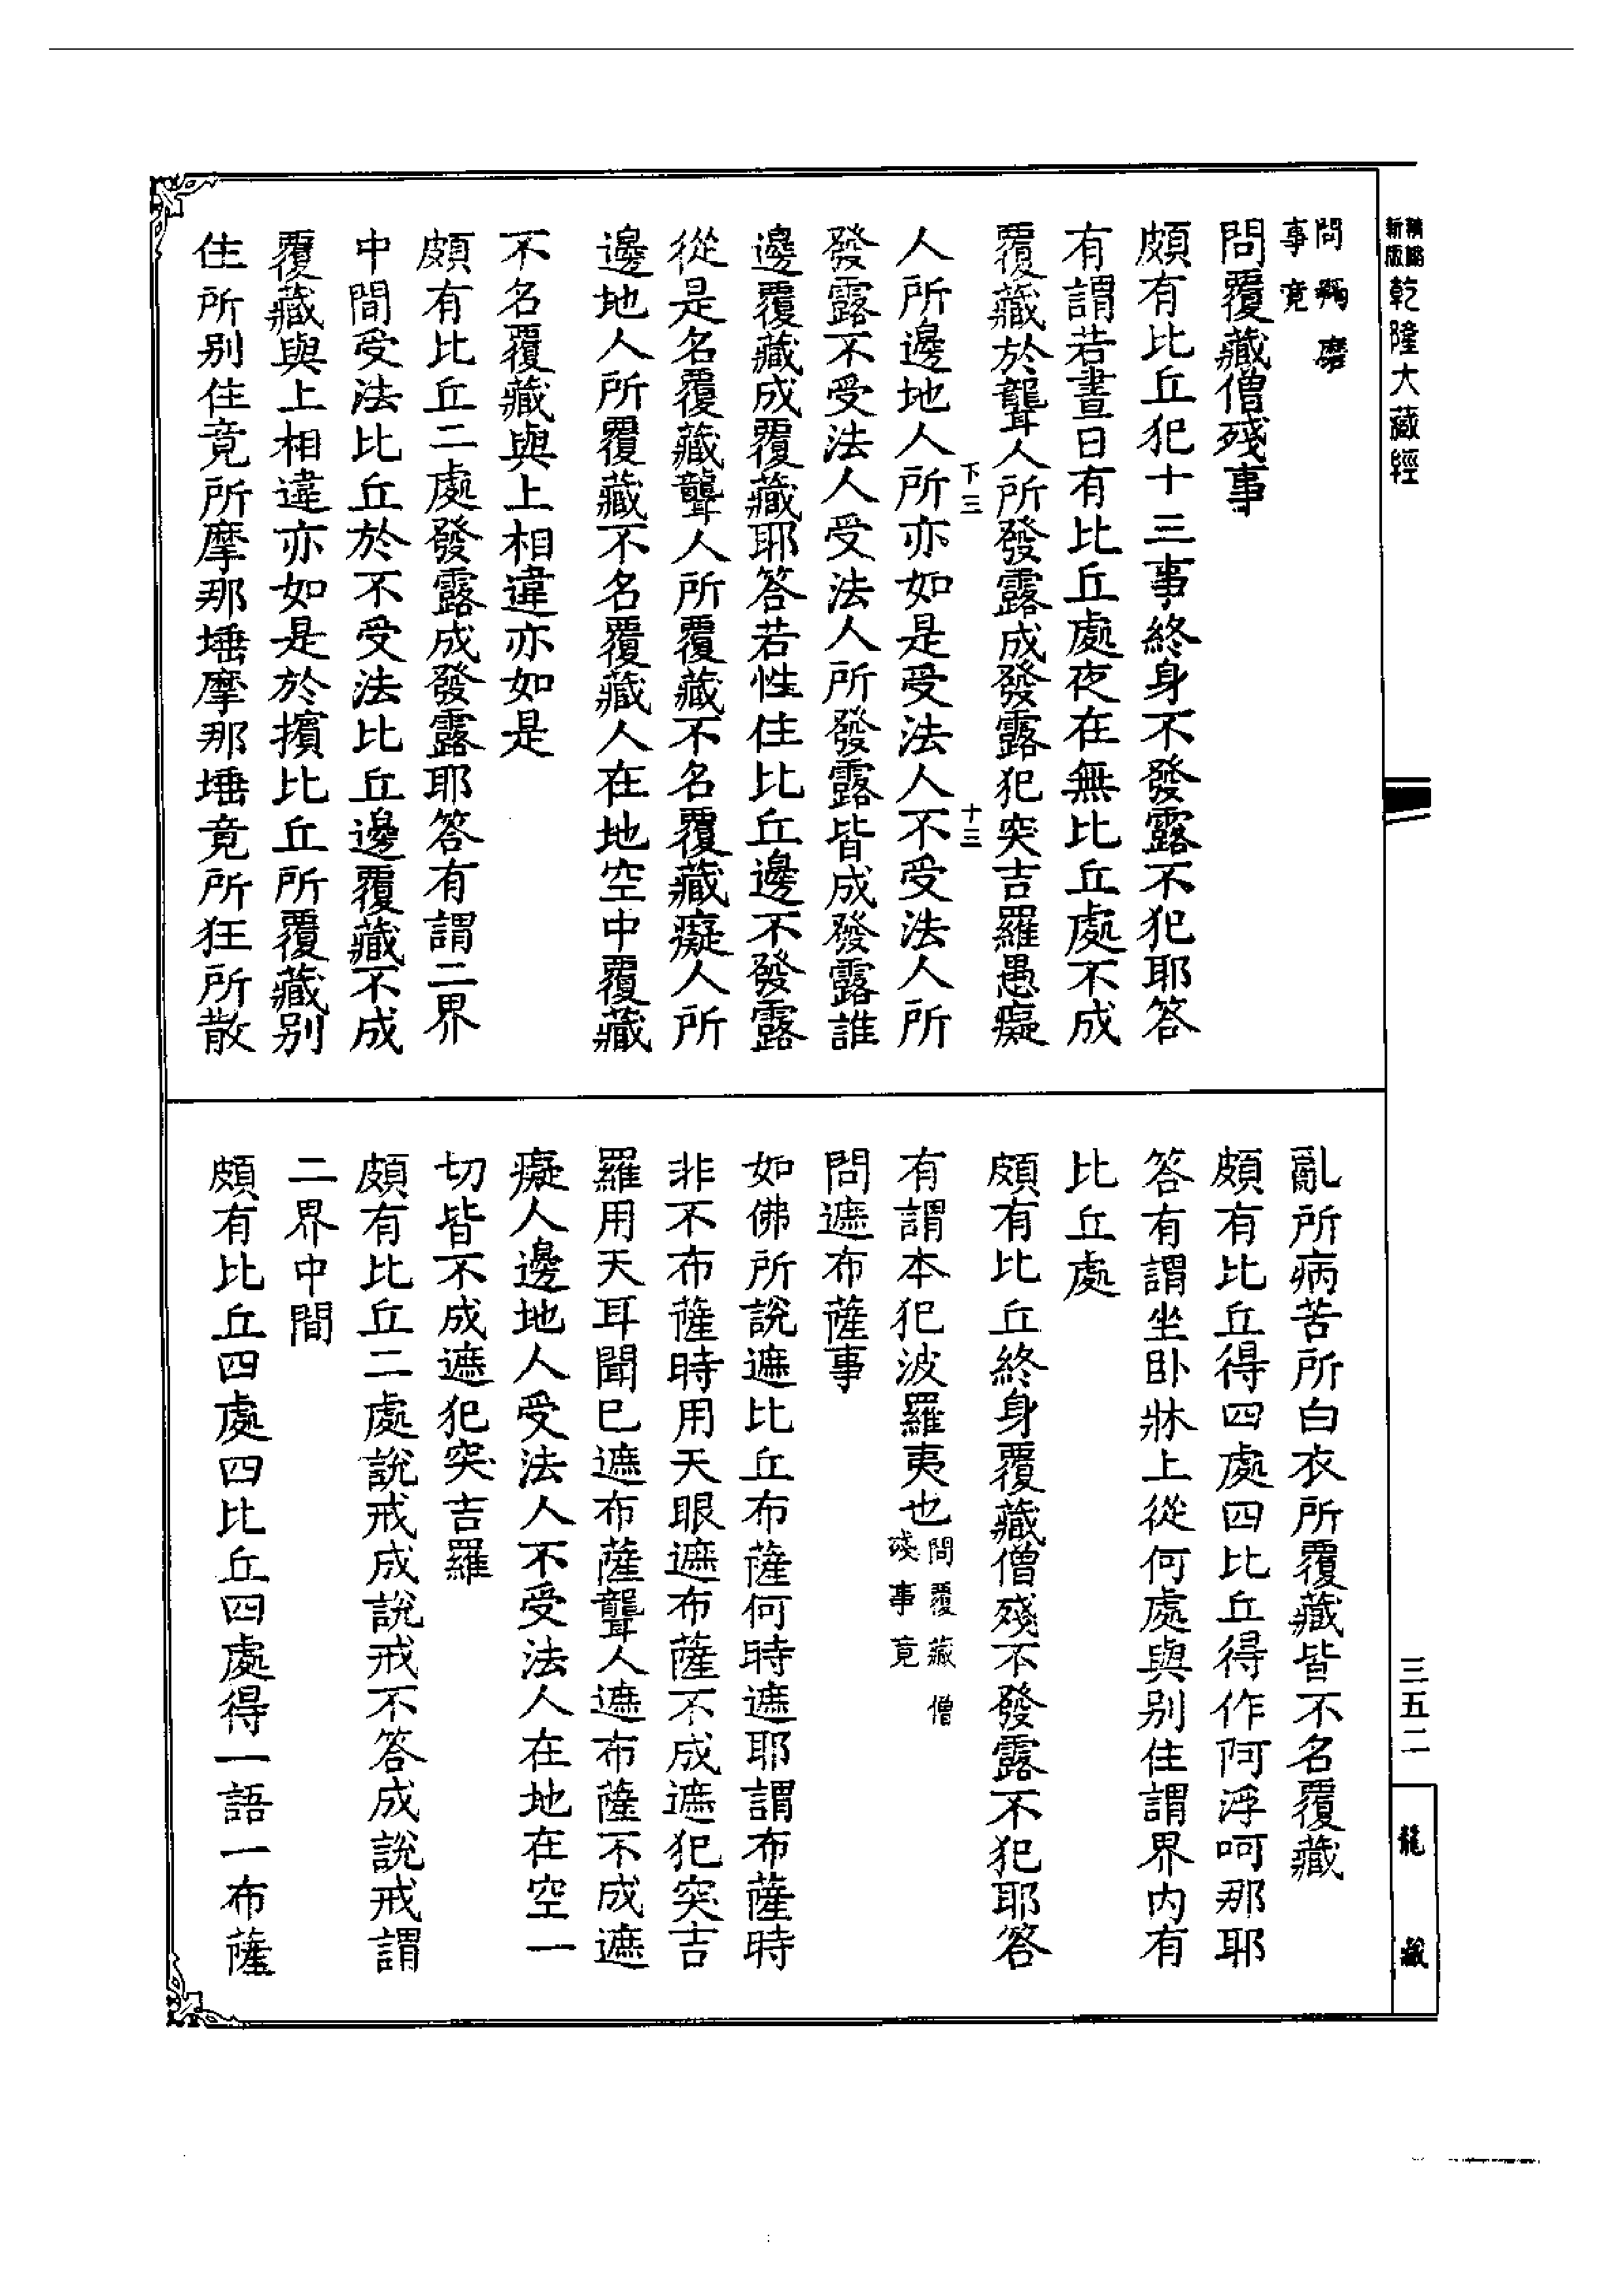 新版
乾隆大藏經
問羯磨
事竟
問覆藏僧殘事
頗有比丘犯十三事終身不發露不犯耶答
有謂若晝日有比丘處夜在無比丘處不成
覆藏於聾人所發露成發露犯突吉羅愚癡
下三
十三
人所邊地人所亦如是受法人不受法人所
發露不受法人受法人所發露皆成發露誰
邊覆藏成覆藏耶答若性住比丘邊不發露
從是名覆藏聾人所覆藏不名覆藏癡人所
邊地人所覆藏不名覆藏人在地空中覆藏
不名覆藏與上相違亦如是
頗有比丘二處發露成發露耶答有謂二界
中間受法比丘於不受法比丘邊覆藏不成
覆藏與上相違亦如是於擯比丘所覆藏別
住所別住竟所摩那埵摩那埵竟所狂所散
亂所病苦所白衣所覆藏皆不名覆藏
頗有比丘得四處四比丘得作阿浮呵那耶
答有謂坐卧牀上從何處與別住謂界內有
比丘處
頗有比丘終身覆藏僧殘不發露不犯耶答
有謂本犯波羅夷也
問覆藏僧
殘事竟
問遮布薩事
如佛所說遮比丘布薩何時遮耶謂布薩時
非不布薩時用天眼遮布薩不成遮犯突吉
羅用天耳聞已遮布薩聾人遮布薩不成遮
癡人邊地人受法人不受法人在地在空一
切皆不成遮犯突吉羅
頗有比丘二處說戒成說戒不答成說戒謂
二界中間
頗有比丘四處四比丘四處得一語一布薩
三五二
龍藏